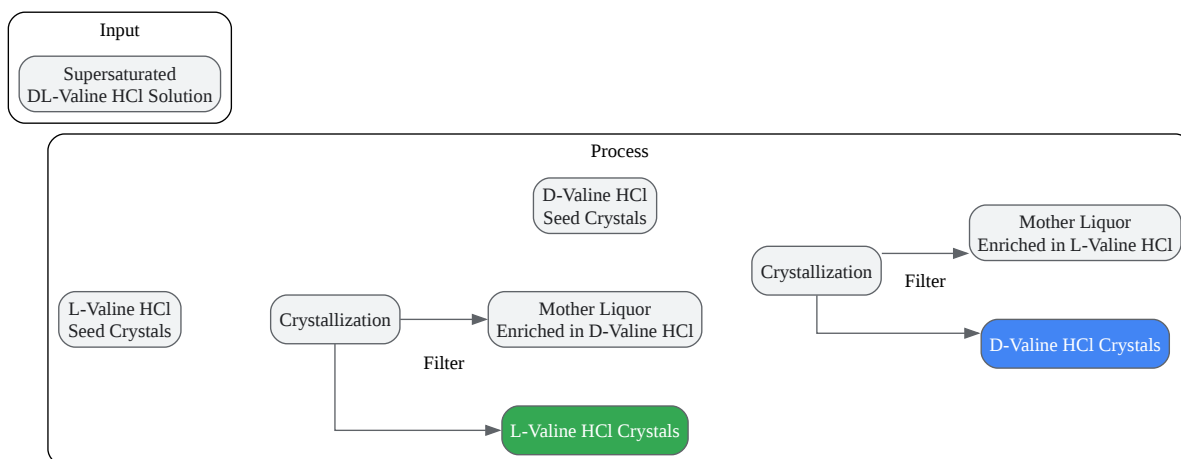 Input
Supersaturated
DL-Valine HCl Solution
Process
D-Valine HCl
Seed Crystals
Mother Liquor
Enriched in L-Valine HCl
Crystallization
Filter
L-Valine HCl
Seed Crystals
Crystallization
Mother Liquor
Enriched in D-Valine HCl
D-Valine HCl Crystals
Filter
L-Valine HCl Crystals